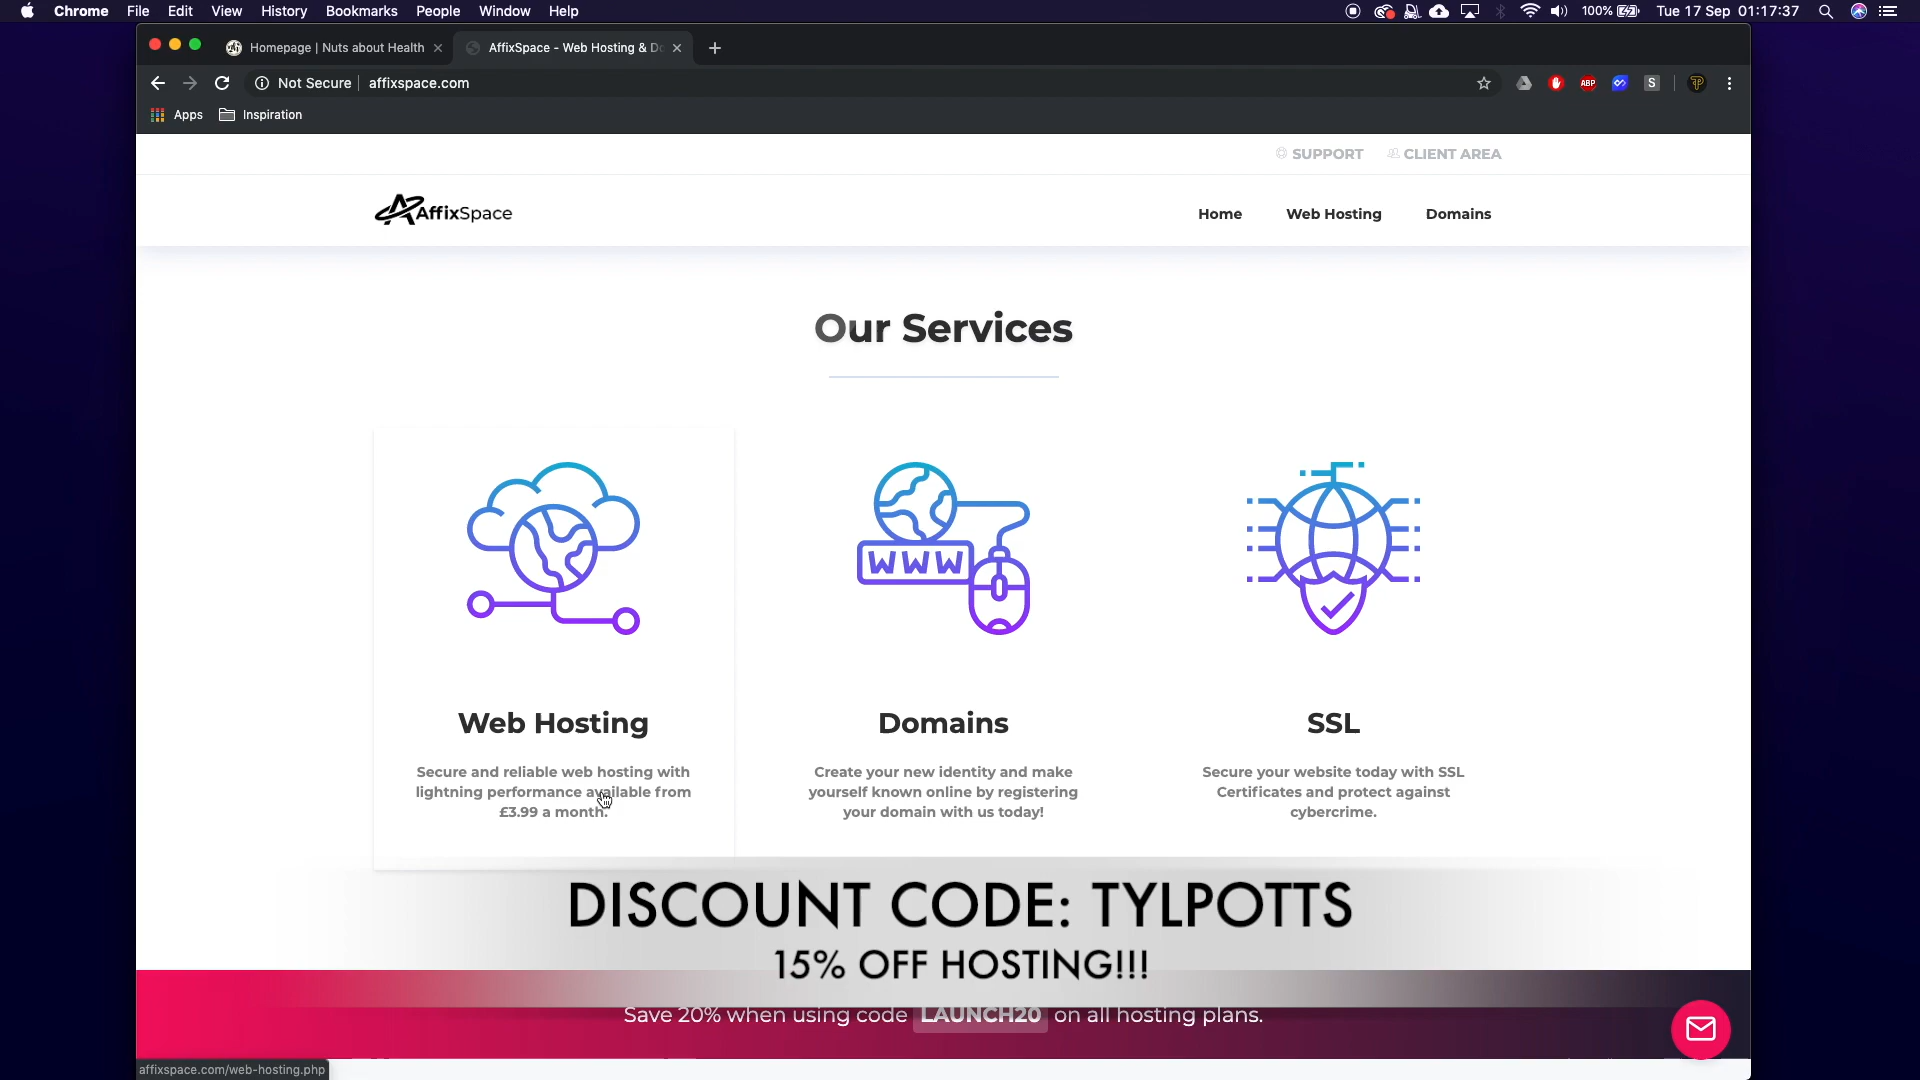 Chrome File Edit View History Bookmarks People Window Help 100% Tue 17 Sep 01:17:37
Homepage | Nuts about Health AffixSpace - Web Hosting & Do
Not Secure affixspace.com ABP S
Apps Inspiration
SUPPORT CLIENT AREA
AffixSpace Home Web Hosting Domains
Our Services
WWW
Web Hosting
Secure and reliable web hosting with
lightning performance available from
£3.99 a month.
Domains
Create your new identity and make
yourself known online by registering
your domain with us today!
SSL
Secure your website today with SSL
Certificates and protect against
cybercrime.
DISCOUNT CODE: TYLPOTTS
15% OFF HOSTING!!!
Save 20% when using code LAUNCH20 on all hosting plans.
affixspace.com/web-hosting.php